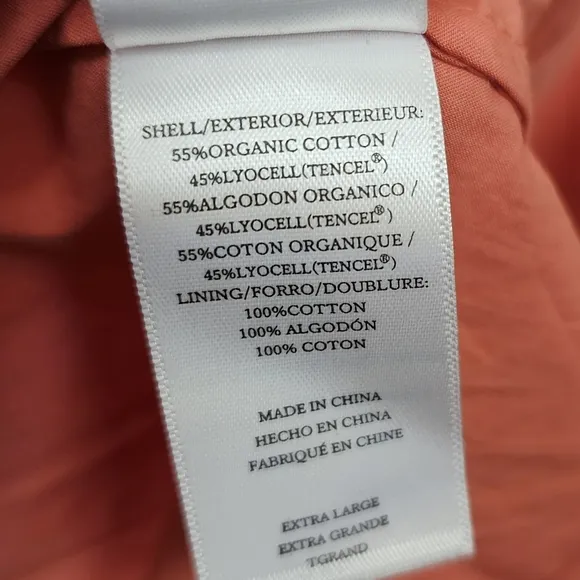 SHELL/EXTERIOR/EXTERIEUR:
55%ORGANIC COTTON /
45%LYOCELL(TENCEL®)
55%ALGODON ORGANICO /
45%LYOCELL(TENCEL®)
55%COTON ORGANIQUE /
45%LYOCELL(TENCEL®)
LINING/FORRO/DOUBLURE:
100%COTTON
100% ALGODÓN
100% COTON
MADE IN CHINA
HECHO EN CHINA
FABRIQUÉ EN CHINE
EXTRA LARGE
EXTRA GRANDE
TGRAND